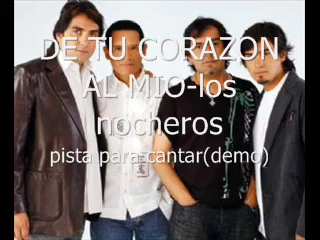 DE TU CORAZON
AL MIO-los
nocheros
pista para cantar(demo)